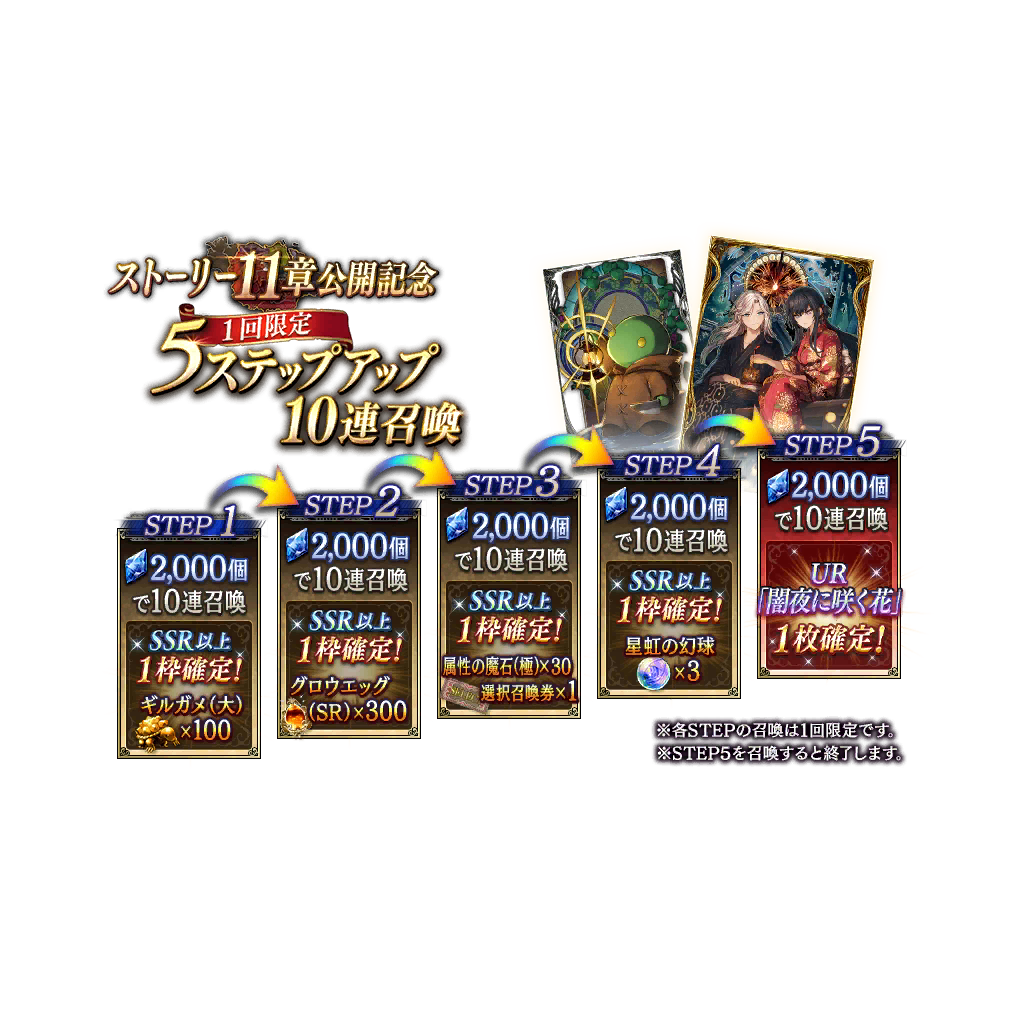 ストーリー11章公開記念
1回限定
5ステップアップ
10連召喚
STEP 1
2,000個
で10連召喚
SSR以上
1枠確定!
ギルガメ(大)
×100
STEP 2
2,000個
で10連召喚
SSR以上
1枠確定!
グロウエッグ
(SR)×300
STEP 3
2,000個
で10連召喚
SSR以上
1枠確定!
属性の魔石(極)×30
選択召喚券×1
STEP 4
2,000個
で10連召喚
SSR以上
1枠確定!
星虹の幻球
×3
STEP 5
2,000個
で10連召喚
UR
「闇夜に咲く花」
1枚確定!
※各STEPの召喚は1回限定です。
※STEP5を召喚すると終了します。